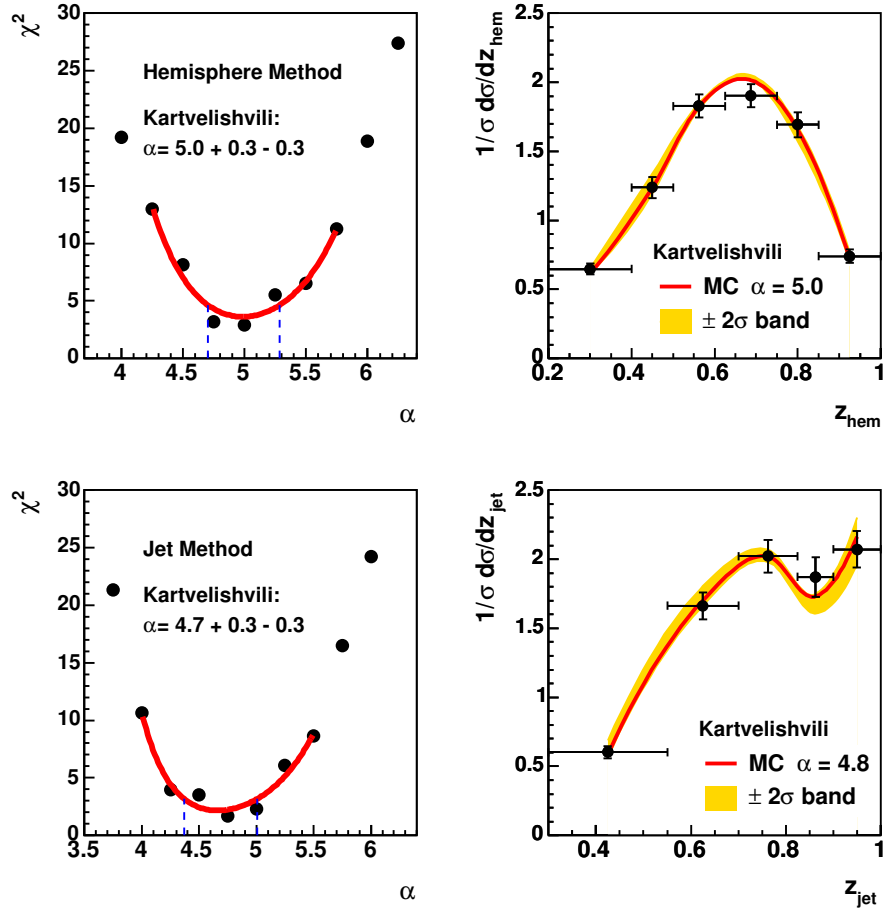 χ²
30
25
20
15
10
5
0
Hemisphere Method
Kartvelishvili:
α= 5.0 + 0.3 - 0.3
4 4.5 5 5.5 6
α
1/σ dσ/dz_hem
2.5
2
1.5
1
0.5
0
Kartvelishvili
MC α = 5.0
± 2σ band
0.2 0.4 0.6 0.8 1
z_hem
χ²
30
25
20
15
10
5
0
Jet Method
Kartvelishvili:
α= 4.7 + 0.3 - 0.3
3.5 4 4.5 5 5.5 6
α
1/σ dσ/dz_jet
2.5
2
1.5
1
0.5
0
Kartvelishvili
MC α = 4.8
± 2σ band
0.4 0.6 0.8 1
z_jet